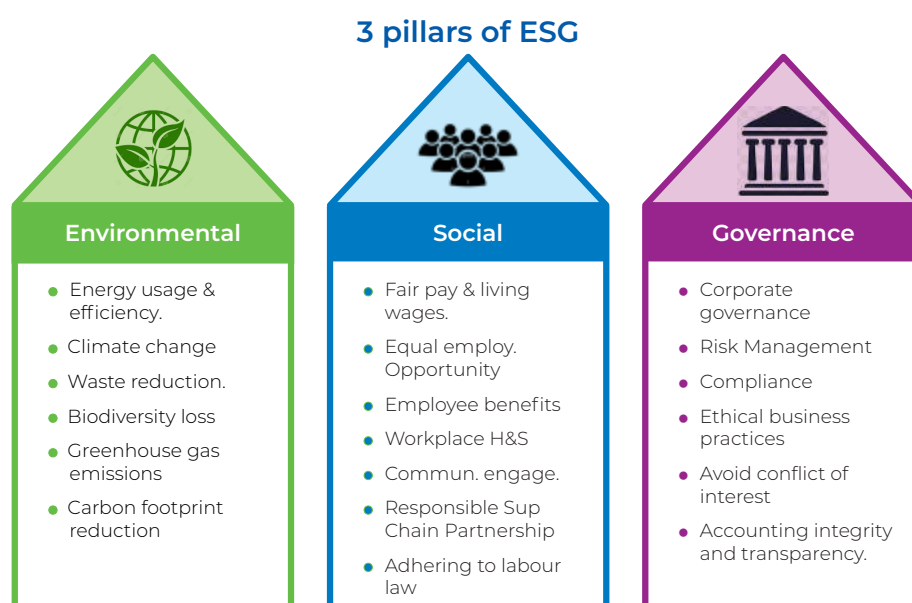 3 pillars of ESG
Environmental
Energy usage &
efficiency.
Climate change
Waste reduction.
Biodiversity loss
Greenhouse gas
emissions
Carbon footprint
reduction
Social
Fair pay & living
wages.
Equal employ.
Opportunity
Employee benefits
Workplace H&S
Commun. engage.
Responsible Sup
Chain Partnership
Adhering to labour
law
Governance
Corporate
governance
Risk Management
Compliance
Ethical business
practices
Avoid conflict of
interest
Accounting integrity
and transparency.